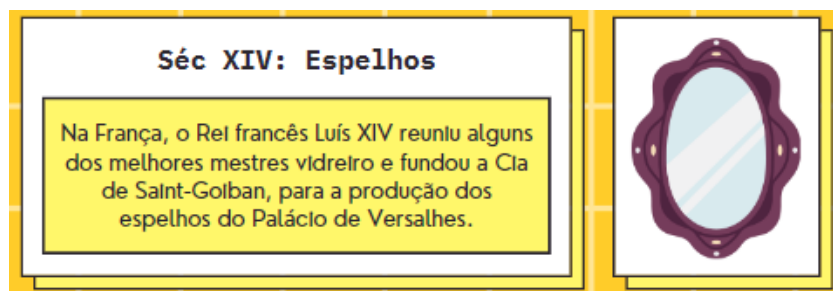 Séc XIV: Espelhos
Na França, o Rei francês Luís XIV reuniu alguns
dos melhores mestres vidreiro e fundou a Cia
de Saint-Goiban, para a produção dos
espelhos do Palácio de Versalhes.